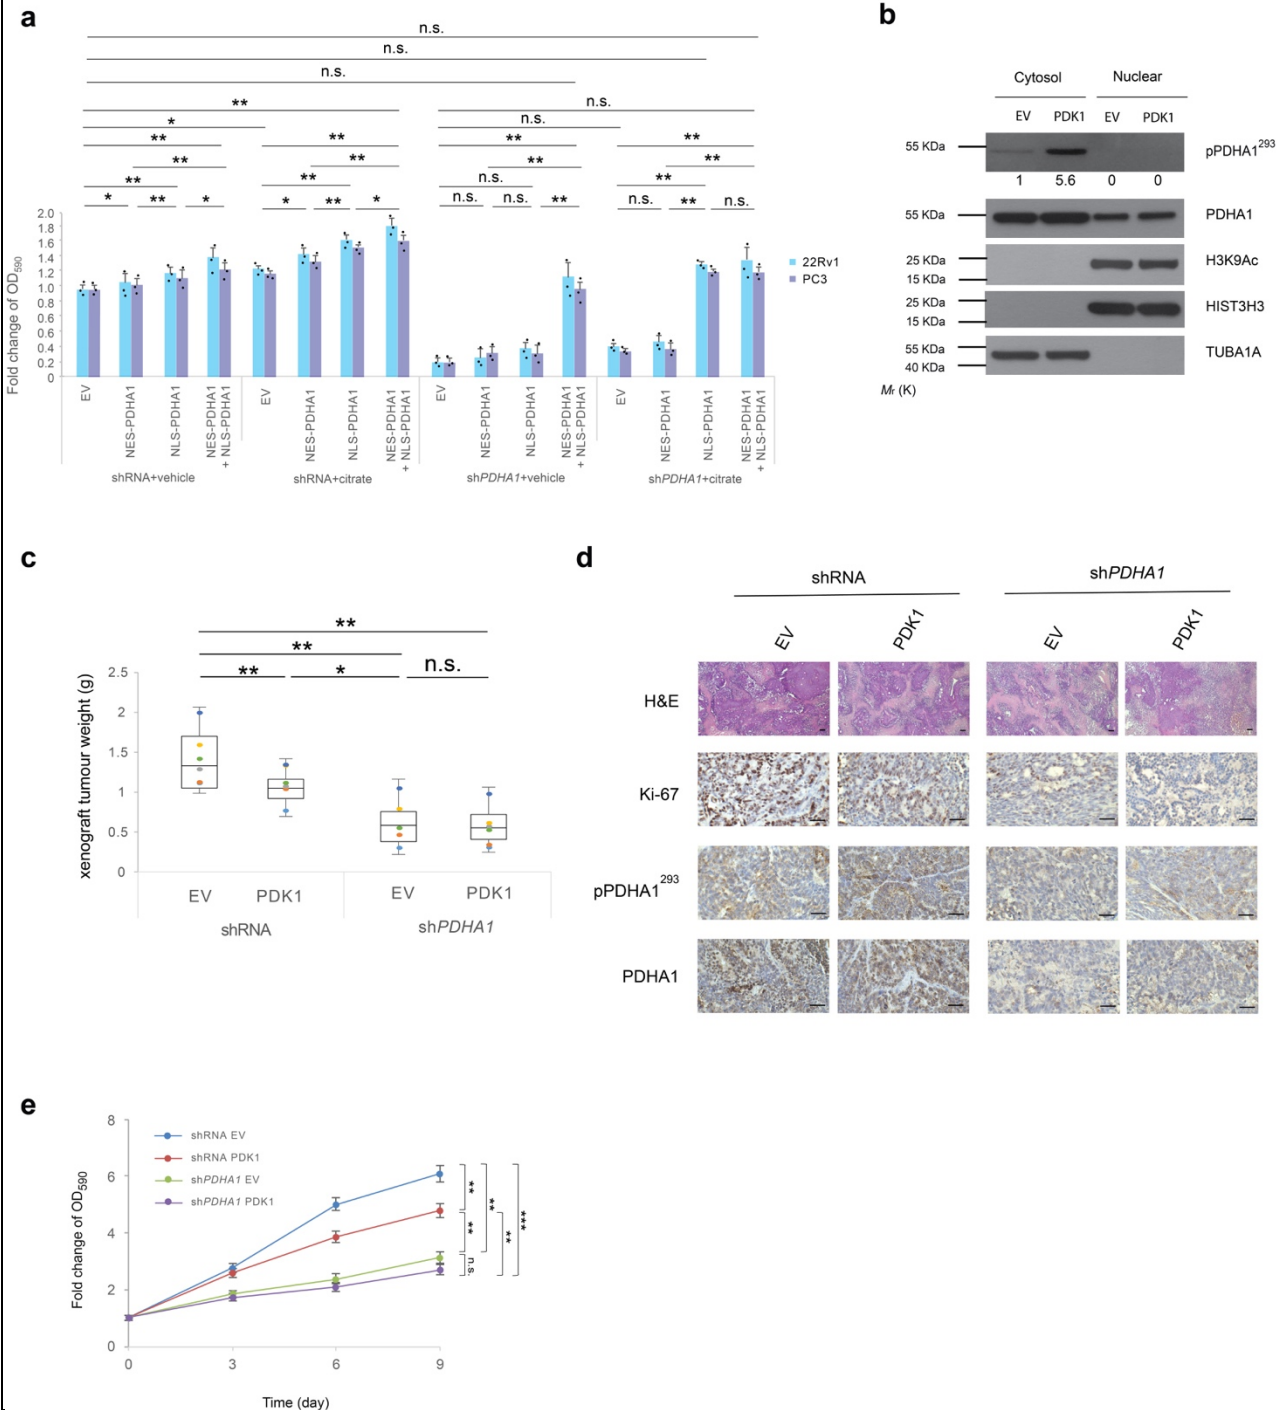 a
n.s.
n.s.
n.s.
** n.s.
* n.s.
** ** ** **
** ** ** **
** ** n.s. **
* ** * * ** * n.s. n.s. ** n.s. ** n.s.
Fold change of OD590
2.0
1.8
1.6
1.4
1.2
1.0
0.8
0.6
0.4
0.2
0
22Rv1
PC3
EV
NES-PDHA1
NLS-PDHA1
NES-PDHA1
+ NLS-PDHA1
EV
NES-PDHA1
NLS-PDHA1
NES-PDHA1
+ NLS-PDHA1
EV
NES-PDHA1
NLS-PDHA1
NES-PDHA1
+ NLS-PDHA1
EV
NES-PDHA1
NLS-PDHA1
NES-PDHA1
+ NLS-PDHA1
shRNA+vehicle shRNA+citrate shPDHA1+vehicle shPDHA1+citrate
b
Cytosol Nuclear
EV PDK1 EV PDK1
55 KDa pPDHA1293
1 5.6 0 0
55 KDa PDHA1
25 KDa H3K9Ac
15 KDa
25 KDa HIST3H3
15 KDa
55 KDa TUBA1A
40 KDa
Mr (K)
c
**
**
** * n.s.
xenograft tumour weight (g)
2.5
2
1.5
1
0.5
0
EV PDK1 EV PDK1
shRNA shPDHA1
d
shRNA shPDHA1
EV PDK1 EV PDK1
H&E
Ki-67
pPDHA1293
PDHA1
e
Fold change of OD590
8
6
4
2
0
shRNA EV
shRNA PDK1
shPDHA1 EV
shPDHA1 PDK1
**
**
n.s.
**
**
***
0 3 6 9
Time (day)